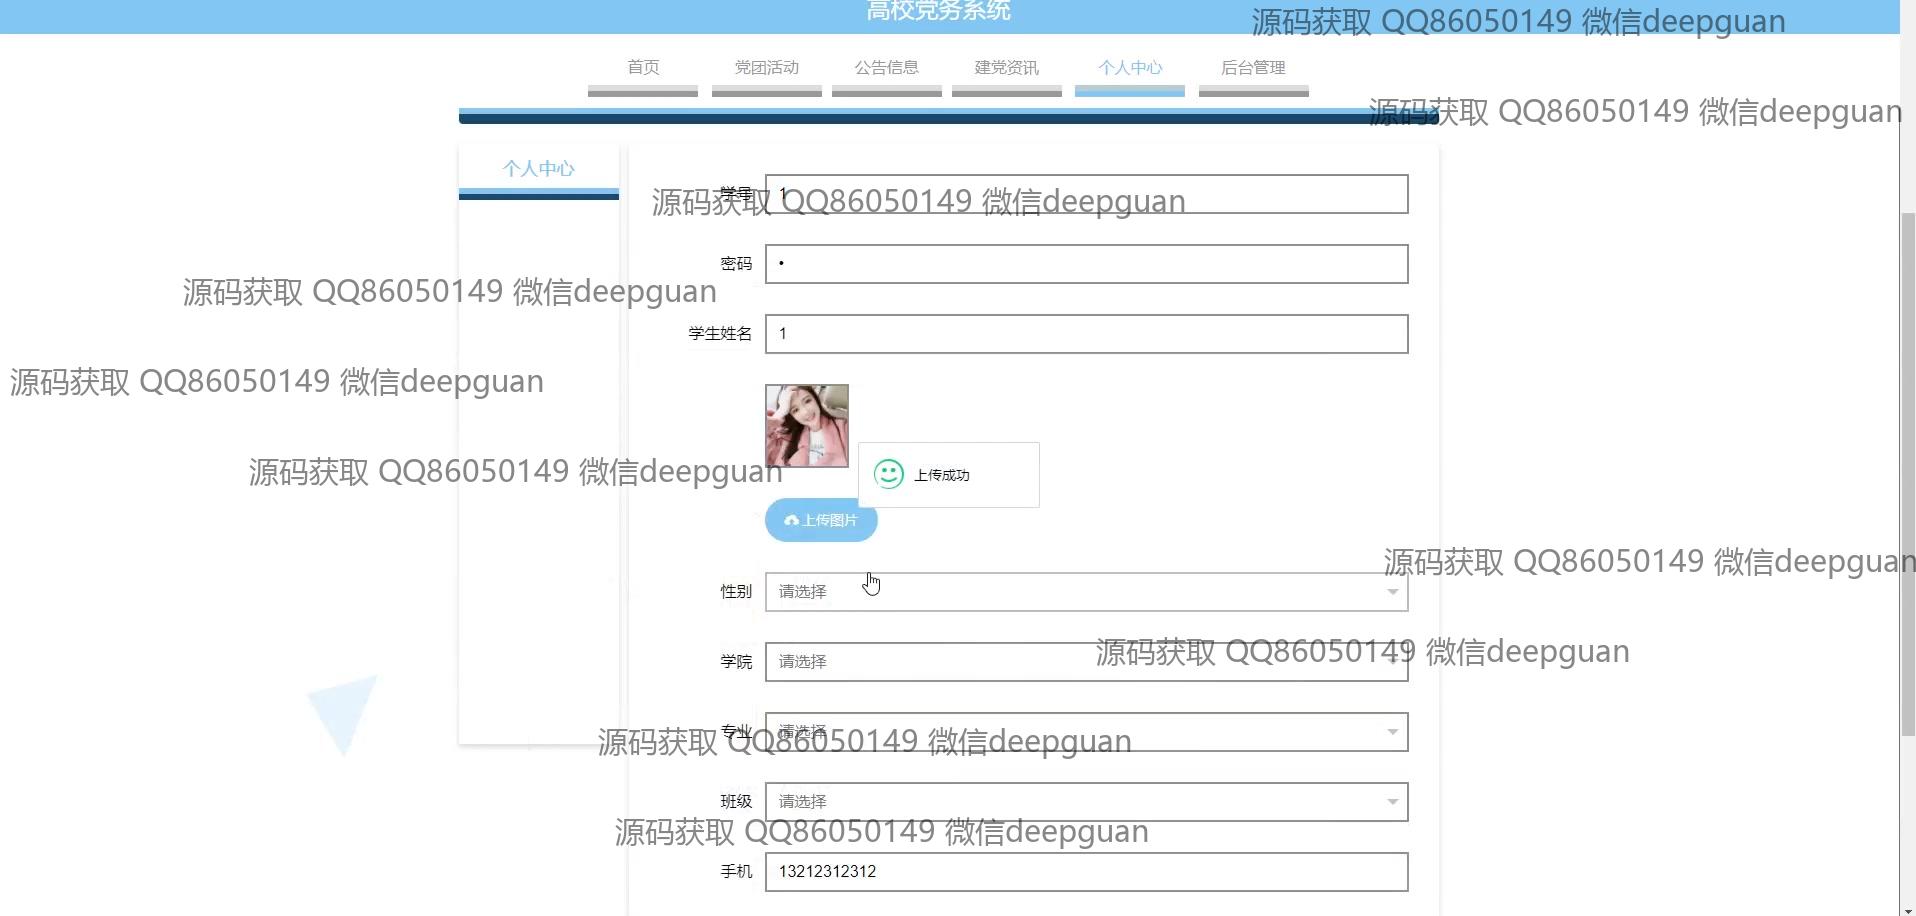 高校党务系统
源码获取 QQ86050149 微信deepguan
首页 党团活动 公告信息 建党资讯 个人中心 后台管理
源码获取 QQ86050149 微信deepguan
个人中心
学号 1
源码获取 QQ86050149 微信deepguan
密码 •
源码获取 QQ86050149 微信deepguan
学生姓名 1
源码获取 QQ86050149 微信deepguan
源码获取 QQ86050149 微信deepguan
上传成功
上传图片
源码获取 QQ86050149 微信deepguan
性别 请选择
源码获取 QQ86050149 微信deepguan
学院 请选择
专业 请选择
源码获取 QQ86050149 微信deepguan
班级 请选择
源码获取 QQ86050149 微信deepguan
手机 13212312312